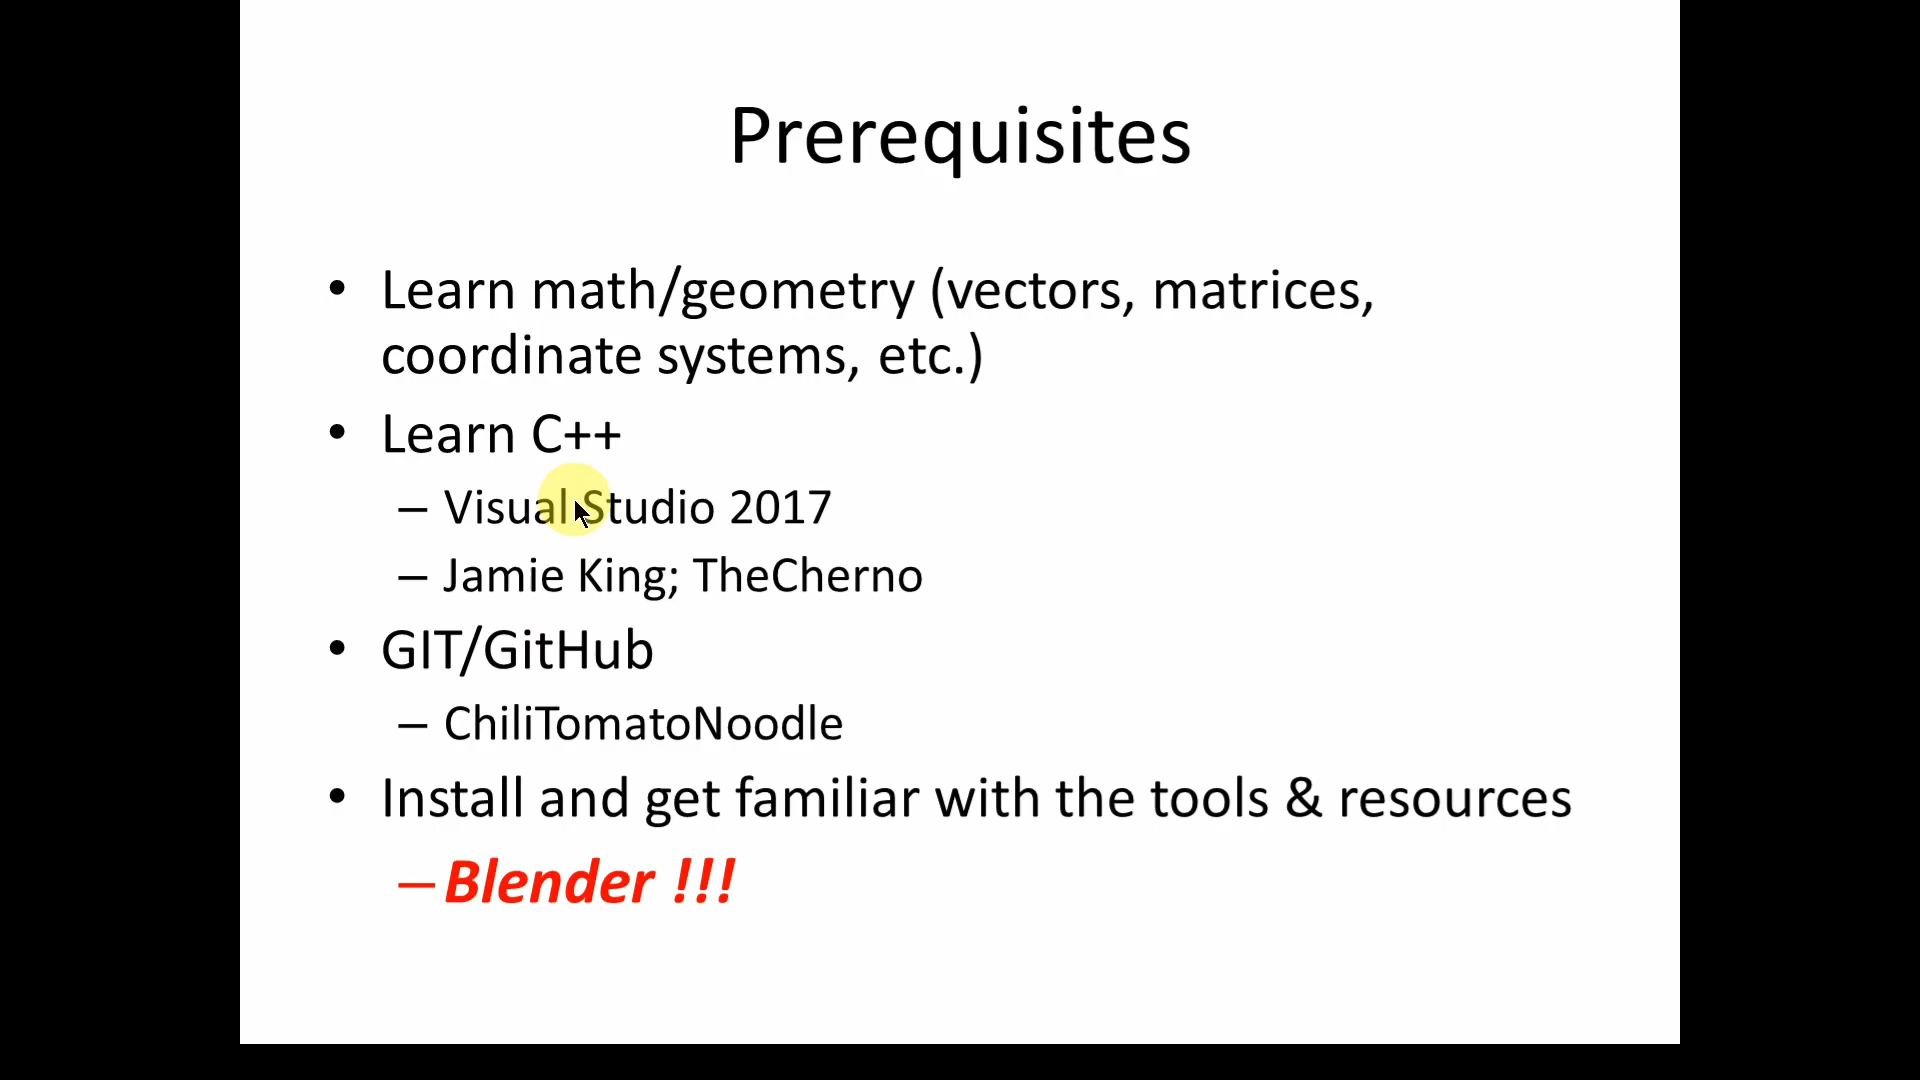 Prerequisites
• Learn math/geometry (vectors, matrices,
coordinate systems, etc.)
• Learn C++
– Visual Studio 2017
– Jamie King; TheCherno
• GIT/GitHub
– ChiliTomatoNoodle
• Install and get familiar with the tools & resources
– Blender !!!